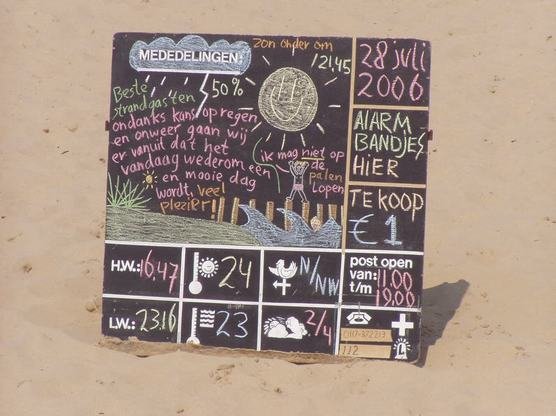 MEDEDELINGEN:
zon onder om
21,45
50%
Beste
strandgasten
ondanks kans op regen
en onweer gaan wij
er vanuit dat het
vandaag wederom een
en mooie dag
wordt, veel
plezier!
ik mag niet op
de
palen
lopen
28 juli
2006
AlARM
BANDJES
HiER
TE KOOP
€ 1
H.W.: 16,47
24
N/NW
post open
van: 11.00
t/m 19.00
L.W.: 23.16
23
2/4
0117-372213
112